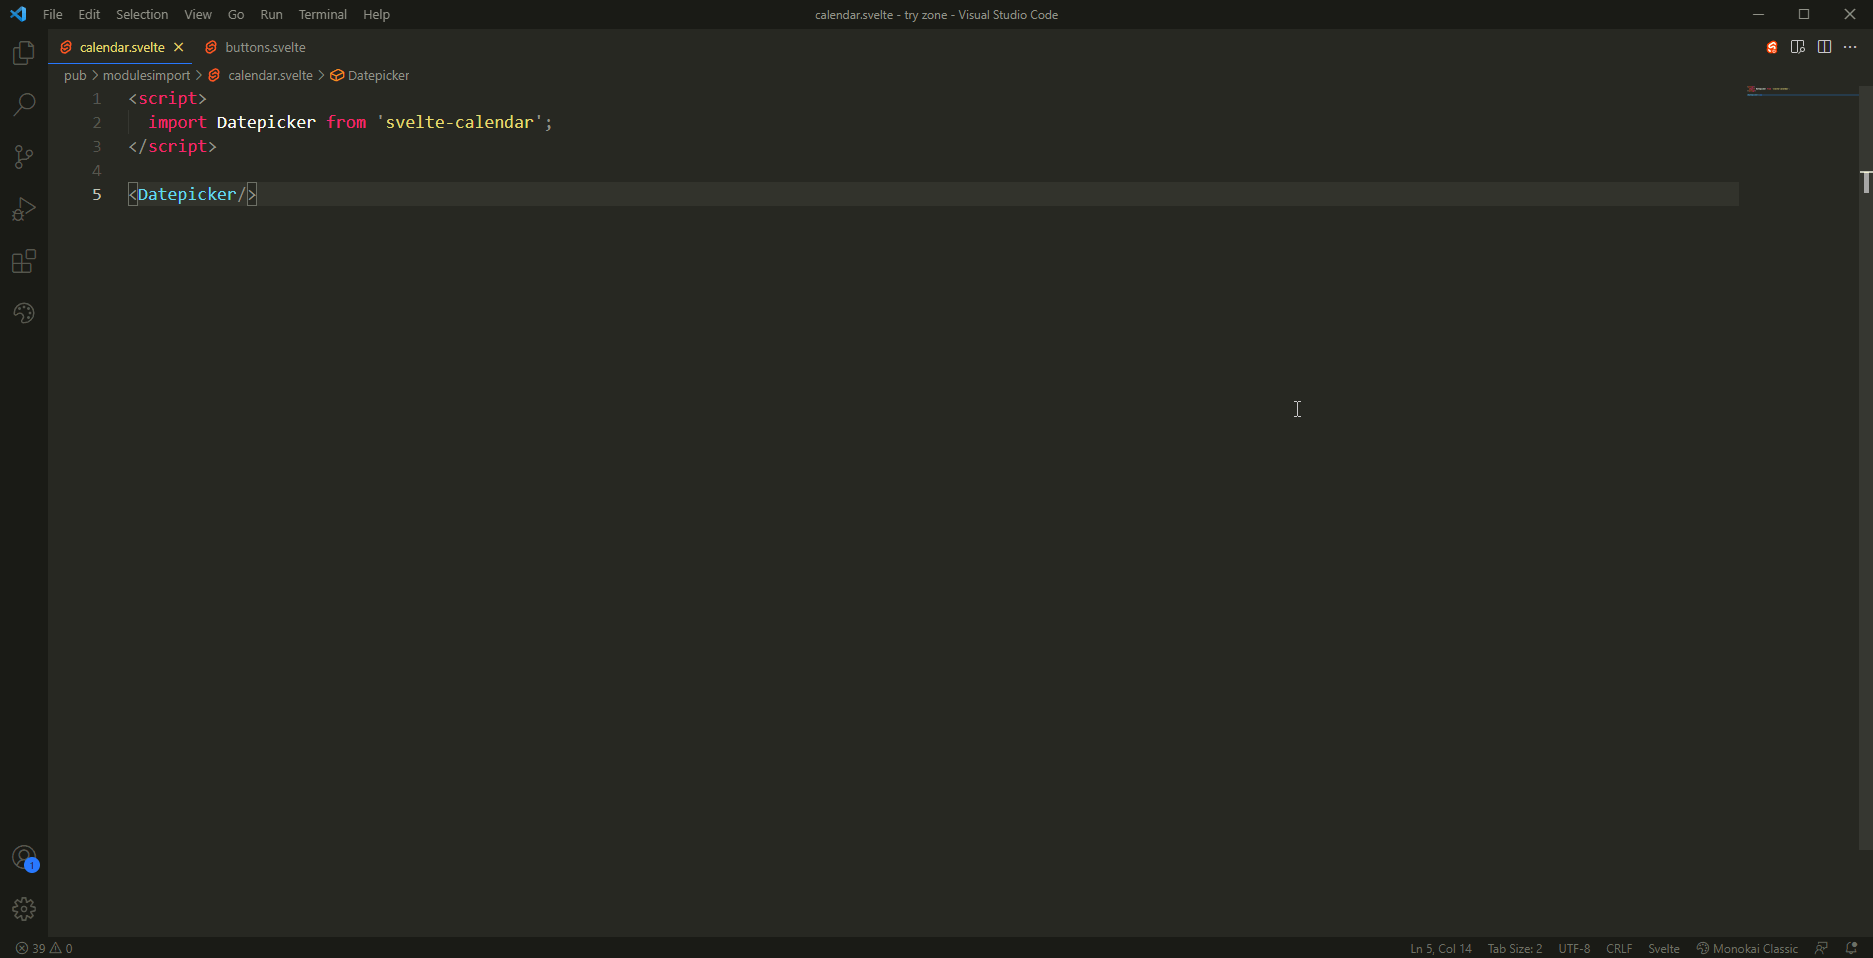 File Edit Selection View Go Run Terminal Help
calendar.svelte - try zone - Visual Studio Code
calendar.svelte buttons.svelte
pub > modulesimport > calendar.svelte > Datepicker
1 <script>
2 import Datepicker from 'svelte-calendar';
3 </script>
4
5 <Datepicker/>
1
39 0
Ln 5, Col 14 Tab Size: 2 UTF-8 CRLF Svelte Monokai Classic